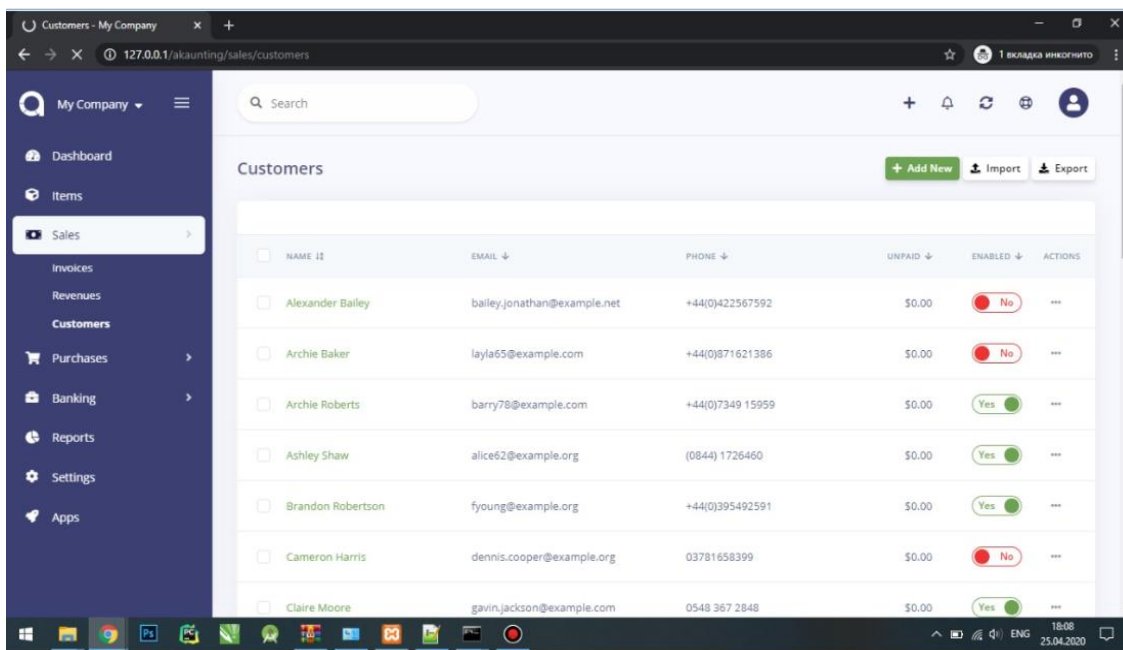 Customers - My Company
127.0.0.1/akaunting/sales/customers
1 вкладка инкогнито
My Company
Search
Dashboard
Items
Sales
Invoices
Revenues
Customers
Purchases
Banking
Reports
Settings
Apps
Customers
+ Add New Import Export
NAME EMAIL PHONE UNPAID ENABLED ACTIONS
Alexander Bailey bailey.jonathan@example.net +44(0)422567592 $0.00 No
Archie Baker layla65@example.com +44(0)871621386 $0.00 No
Archie Roberts barry78@example.com +44(0)7349 15959 $0.00 Yes
Ashley Shaw alice62@example.org (0844) 1726460 $0.00 Yes
Brandon Robertson fyoung@example.org +44(0)395492591 $0.00 Yes
Cameron Harris dennis.cooper@example.org 03781658399 $0.00 No
Claire Moore gavin.jackson@example.com 0548 367 2848 $0.00 Yes
Ps
PC
ENG
18:08
25.04.2020